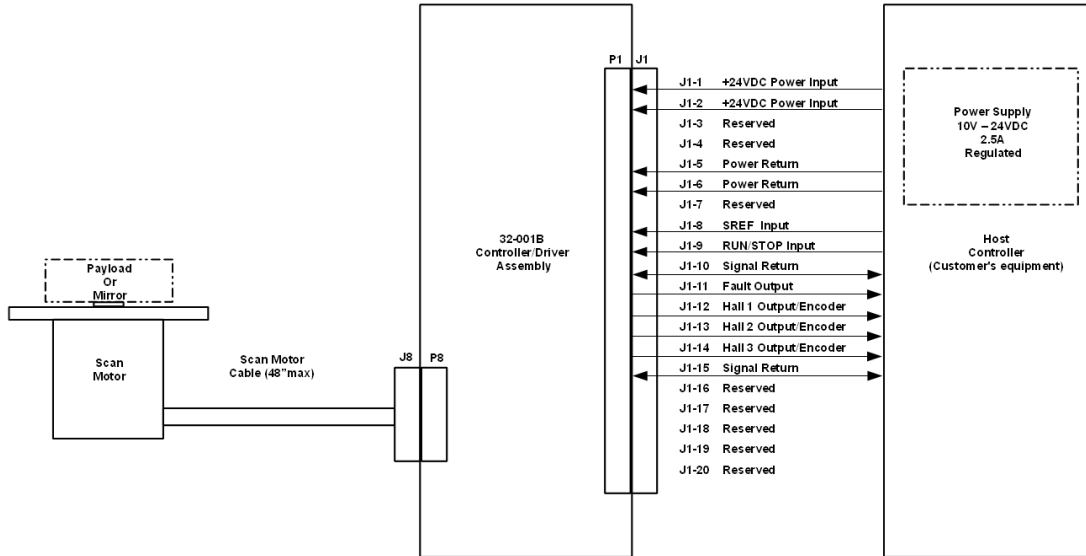 P1 J1
J1-1 +24VDC Power Input
J1-2 +24VDC Power Input
J1-3 Reserved
J1-4 Reserved
J1-5 Power Return
J1-6 Power Return
J1-7 Reserved
J1-8 SREF Input
J1-9 RUN/STOP Input
J1-10 Signal Return
J1-11 Fault Output
J1-12 Hall 1 Output/Encoder
J1-13 Hall 2 Output/Encoder
J1-14 Hall 3 Output/Encoder
J1-15 Signal Return
J1-16 Reserved
J1-17 Reserved
J1-18 Reserved
J1-19 Reserved
J1-20 Reserved
Power Supply
10V – 24VDC
2.5A
Regulated
Host
Controller
(Customer's equipment)
32-001B
Controller/Driver
Assembly
Payload
Or
Mirror
Scan
Motor
Scan Motor
Cable (48"max)
J8 P8